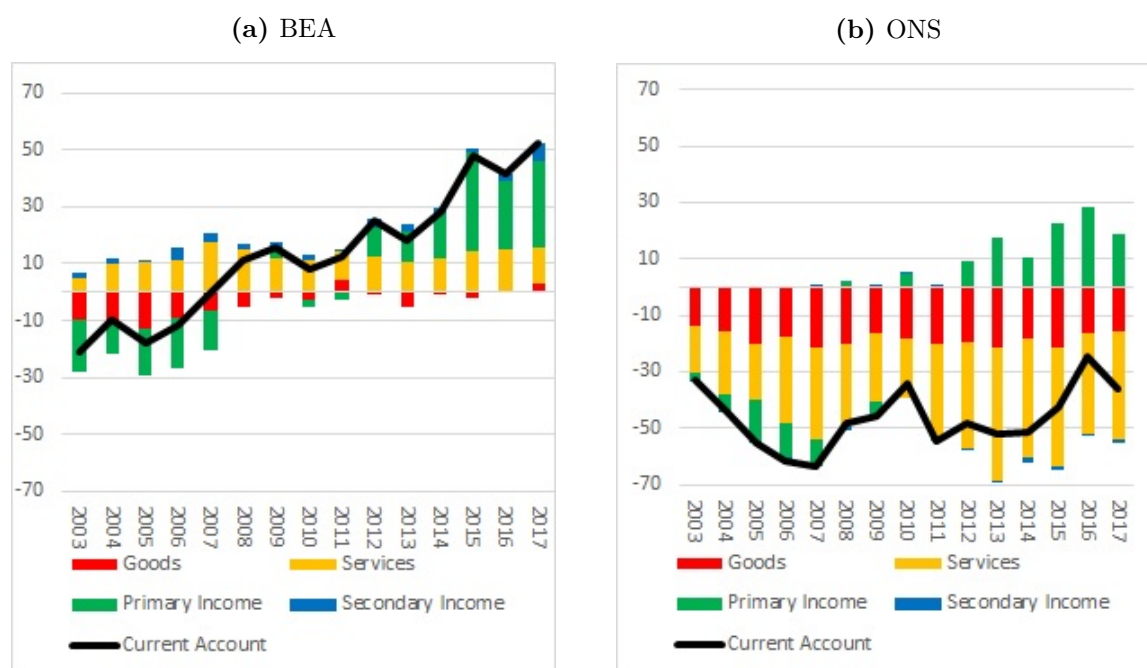 (a) BEA
70
50
30
10
-10
-30
-50
-70
2003 2004 2005 2006 2007 2008 2009 2010 2011 2012 2013 2014 2015 2016 2017
Goods Services
Primary Income Secondary Income
Current Account
(b) ONS
70
50
30
10
-10
-30
-50
-70
2003 2004 2005 2006 2007 2008 2009 2010 2011 2012 2013 2014 2015 2016 2017
Goods Services
Primary Income Secondary Income
Current Account